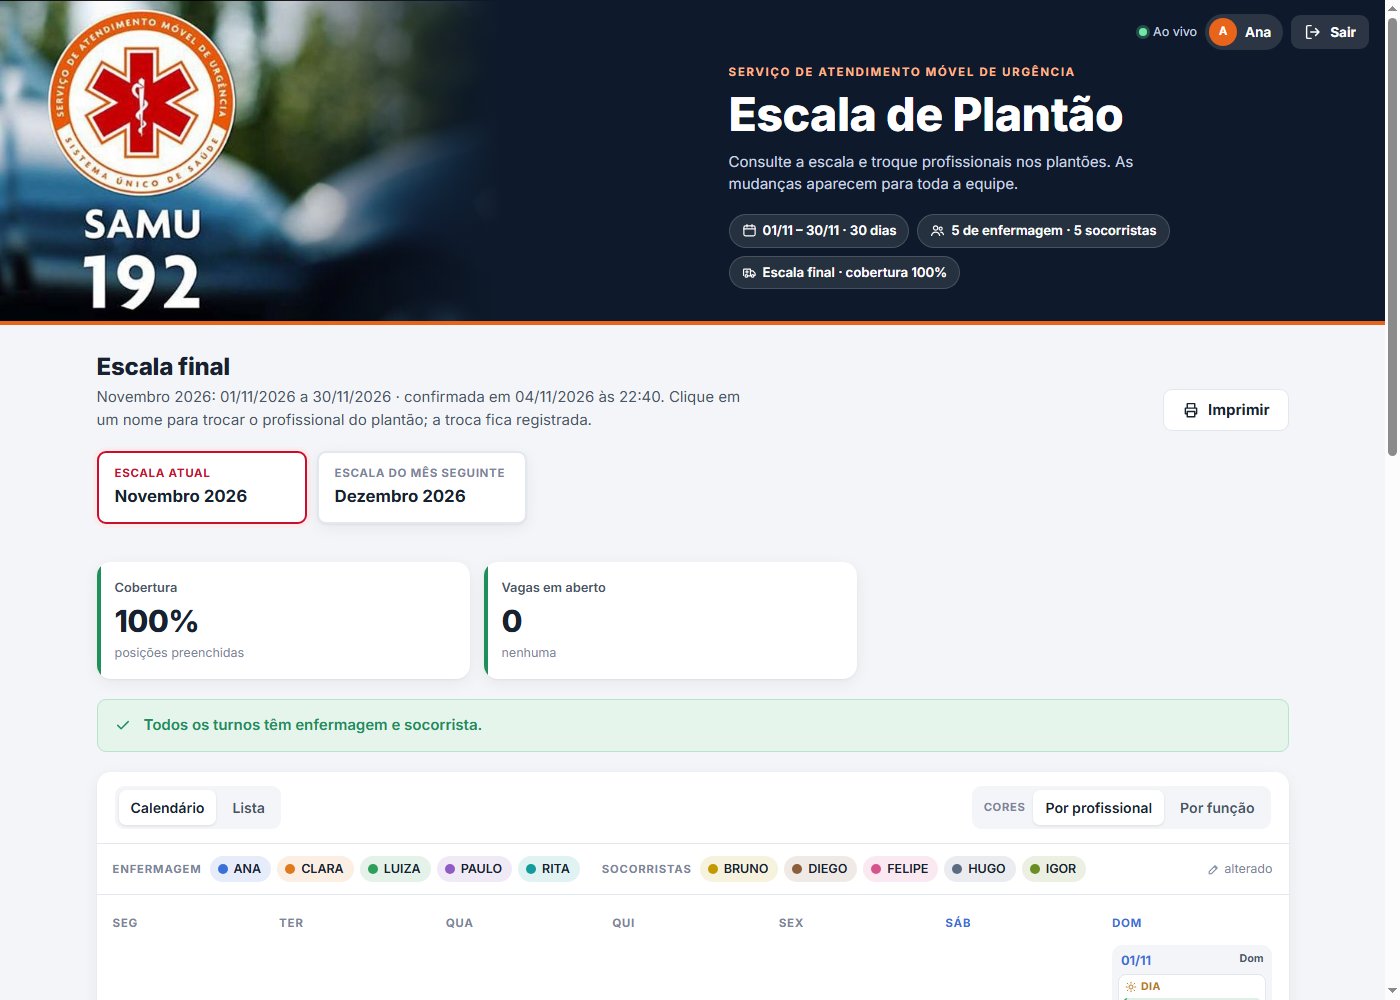 SERVIÇO DE ATENDIMENTO MÓVEL DE URGÊNCIA
SISTEMA ÚNICO DE SAÚDE
SAMU
192
Ao vivo
A
Ana
Sair
SERVIÇO DE ATENDIMENTO MÓVEL DE URGÊNCIA
Escala de Plantão
Consulte a escala e troque profissionais nos plantões. As
mudanças aparecem para toda a equipe.
01/11 – 30/11 · 30 dias
5 de enfermagem · 5 socorristas
Escala final · cobertura 100%
Escala final
Novembro 2026: 01/11/2026 a 30/11/2026 · confirmada em 04/11/2026 às 22:40. Clique em
um nome para trocar o profissional do plantão; a troca fica registrada.
Imprimir
ESCALA ATUAL
Novembro 2026
ESCALA DO MÊS SEGUINTE
Dezembro 2026
Cobertura
100%
posições preenchidas
Vagas em aberto
0
nenhuma
Todos os turnos têm enfermagem e socorrista.
Calendário
Lista
CORES
Por profissional
Por função
ENFERMAGEM
ANA
CLARA
LUIZA
PAULO
RITA
SOCORRISTAS
BRUNO
DIEGO
FELIPE
HUGO
IGOR
alterado
SEG
TER
QUA
QUI
SEX
SÁB
DOM
01/11
Dom
DIA